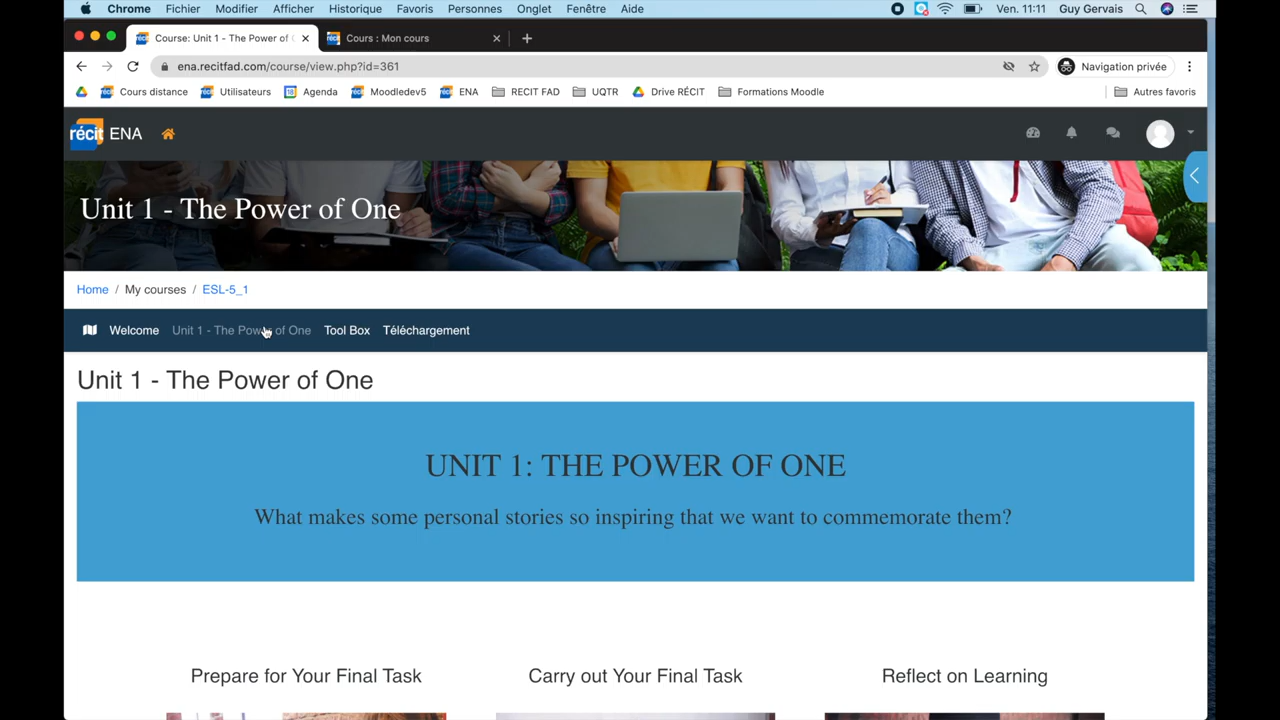 Chrome Fichier Modifier Afficher Historique Favoris Personnes Onglet Fenêtre Aide Ven. 11:11 Guy Gervais
Course: Unit 1 - The Power of Cours : Mon cours
ena.recitfad.com/course/view.php?id=361 Navigation privée
Cours distance Utilisateurs Agenda Moodledev5 ENA RECIT FAD UQTR Drive RÉCIT Formations Moodle Autres favoris
récit ENA
Unit 1 - The Power of One
Home / My courses / ESL-5_1
Welcome Unit 1 - The Power of One Tool Box Téléchargement
Unit 1 - The Power of One
UNIT 1: THE POWER OF ONE
What makes some personal stories so inspiring that we want to commemorate them?
Prepare for Your Final Task Carry out Your Final Task Reflect on Learning